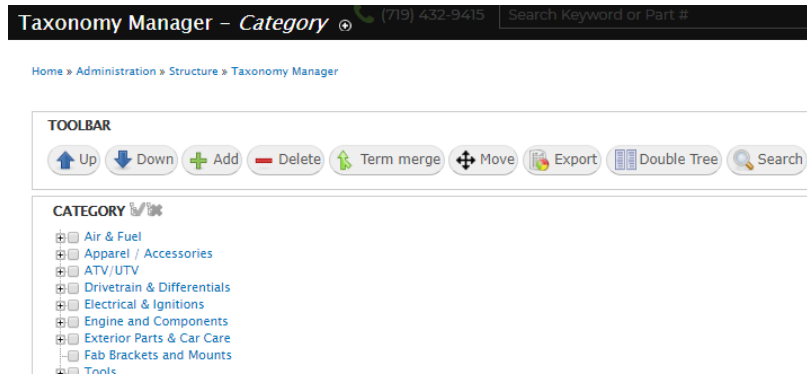 Taxonomy Manager – Category
(719) 432-9415
Search Keyword or Part #
Home » Administration » Structure » Taxonomy Manager
TOOLBAR
Up Down Add Delete Term merge Move Export Double Tree Search
CATEGORY
Air & Fuel
Apparel / Accessories
ATV/UTV
Drivetrain & Differentials
Electrical & Ignitions
Engine and Components
Exterior Parts & Car Care
Fab Brackets and Mounts
Tools